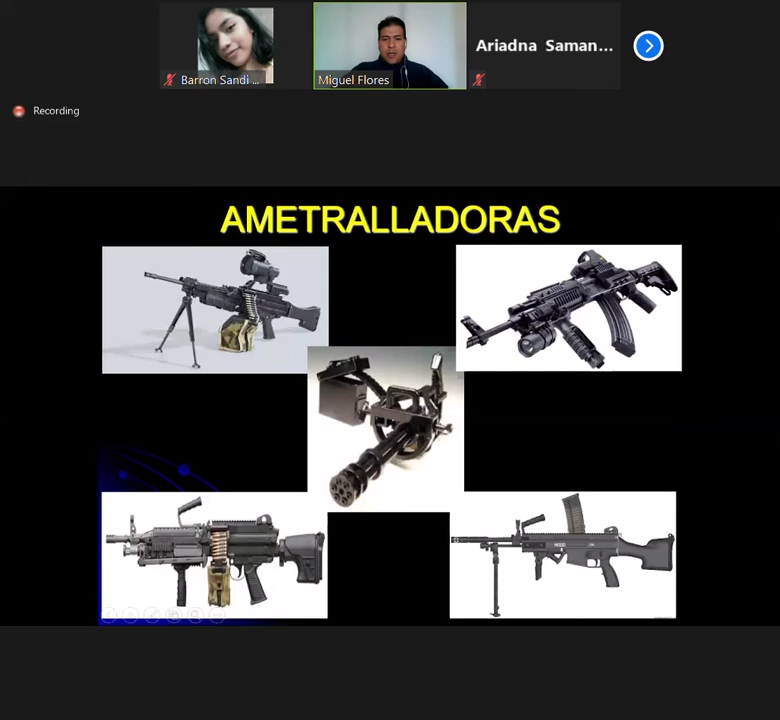 Barron Sandi ...
Miguel Flores
Ariadna Saman...
Recording
AMETRALLADORAS